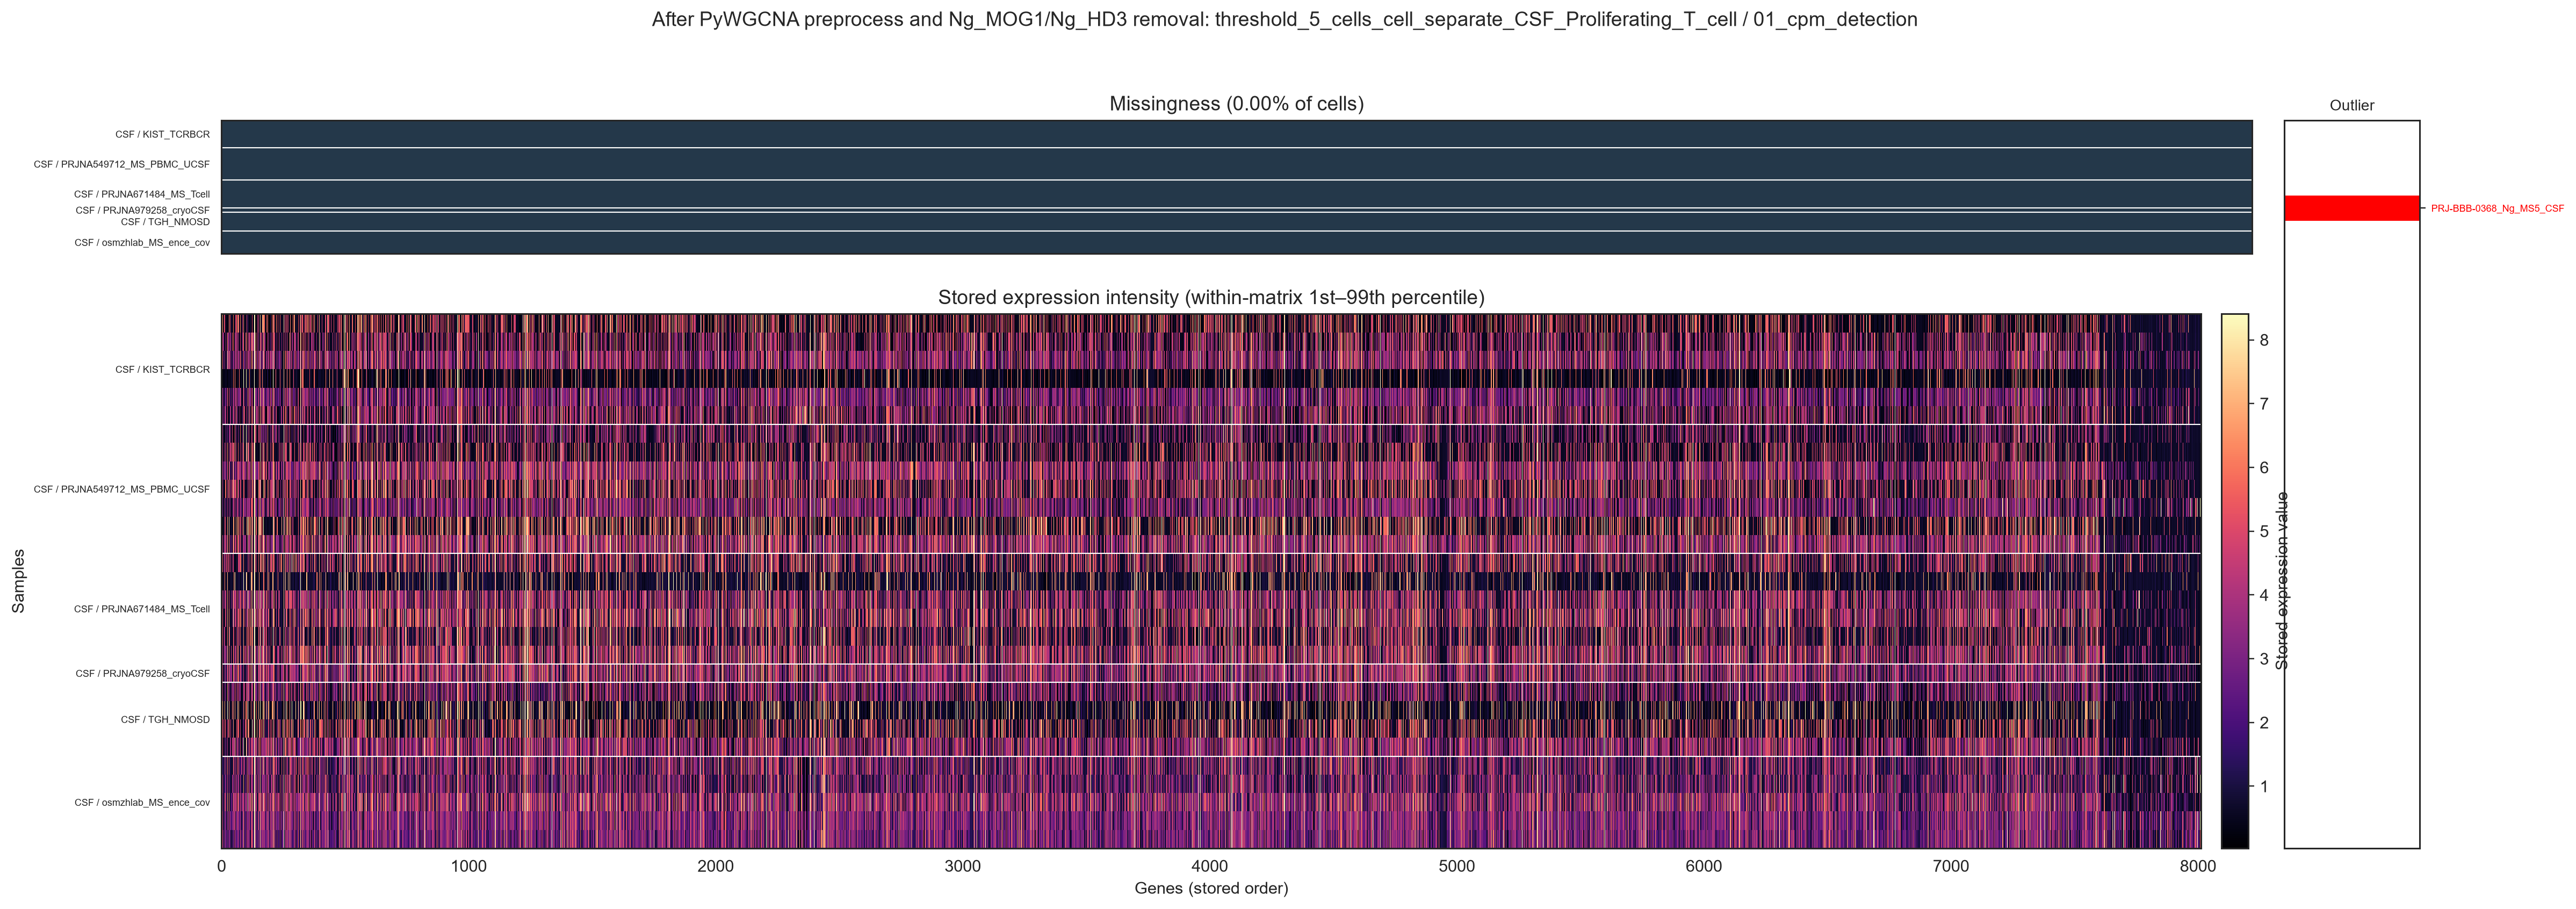 After PyWGCNA preprocess and Ng_MOG1/Ng_HD3 removal: threshold_5_cells_cell_separate_CSF_Proliferating_T_cell / 01_cpm_detection
Missingness (0.00% of cells)
Outlier
CSF / KIST_TCRBCR
CSF / PRJNA549712_MS_PBMC_UCSF
CSF / PRJNA671484_MS_Tcell
CSF / PRJNA979258_cryoCSF
CSF / TGH_NMOSD
CSF / osmzhlab_MS_ence_cov
PRJ-BBB-0368_Ng_MS5_CSF
Stored expression intensity (within-matrix 1st–99th percentile)
Samples
CSF / KIST_TCRBCR
CSF / PRJNA549712_MS_PBMC_UCSF
CSF / PRJNA671484_MS_Tcell
CSF / PRJNA979258_cryoCSF
CSF / TGH_NMOSD
CSF / osmzhlab_MS_ence_cov
8
7
6
5
4
3
2
1
Stored expression value
0 1000 2000 3000 4000 5000 6000 7000 8000
Genes (stored order)